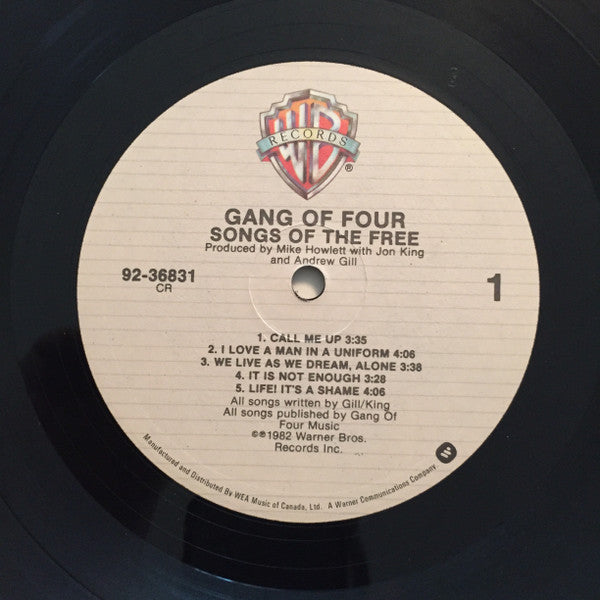 WB
RECORDS
®
GANG OF FOUR
SONGS OF THE FREE
Produced by Mike Howlett with Jon King
and Andrew Gill
92-36831
CR
1
1. CALL ME UP 3:35
2. I LOVE A MAN IN A UNIFORM 4:06
3. WE LIVE AS WE DREAM, ALONE 3:38
4. IT IS NOT ENOUGH 3:28
5. LIFE! IT'S A SHAME 4:06
All songs written by Gill/King
All songs published by Gang Of
Four Music
©℗1982 Warner Bros.
Records Inc.
Manufactured and Distributed By WEA Music of Canada, Ltd. A Warner Communications Company.